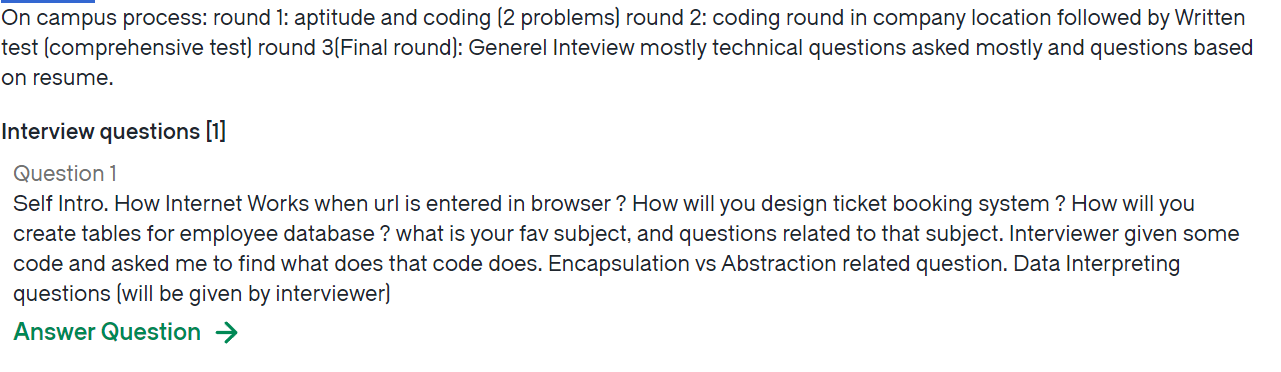 On campus process: round 1: aptitude and coding (2 problems) round 2: coding round in company location followed by Written
test (comprehensive test) round 3(Final round): Generel Inteview mostly technical questions asked mostly and questions based
on resume.
Interview questions [1]
Question 1
Self Intro. How Internet Works when url is entered in browser ? How will you design ticket booking system ? How will you
create tables for employee database ? what is your fav subject, and questions related to that subject. Interviewer given some
code and asked me to find what does that code does. Encapsulation vs Abstraction related question. Data Interpreting
questions (will be given by interviewer)
Answer Question →